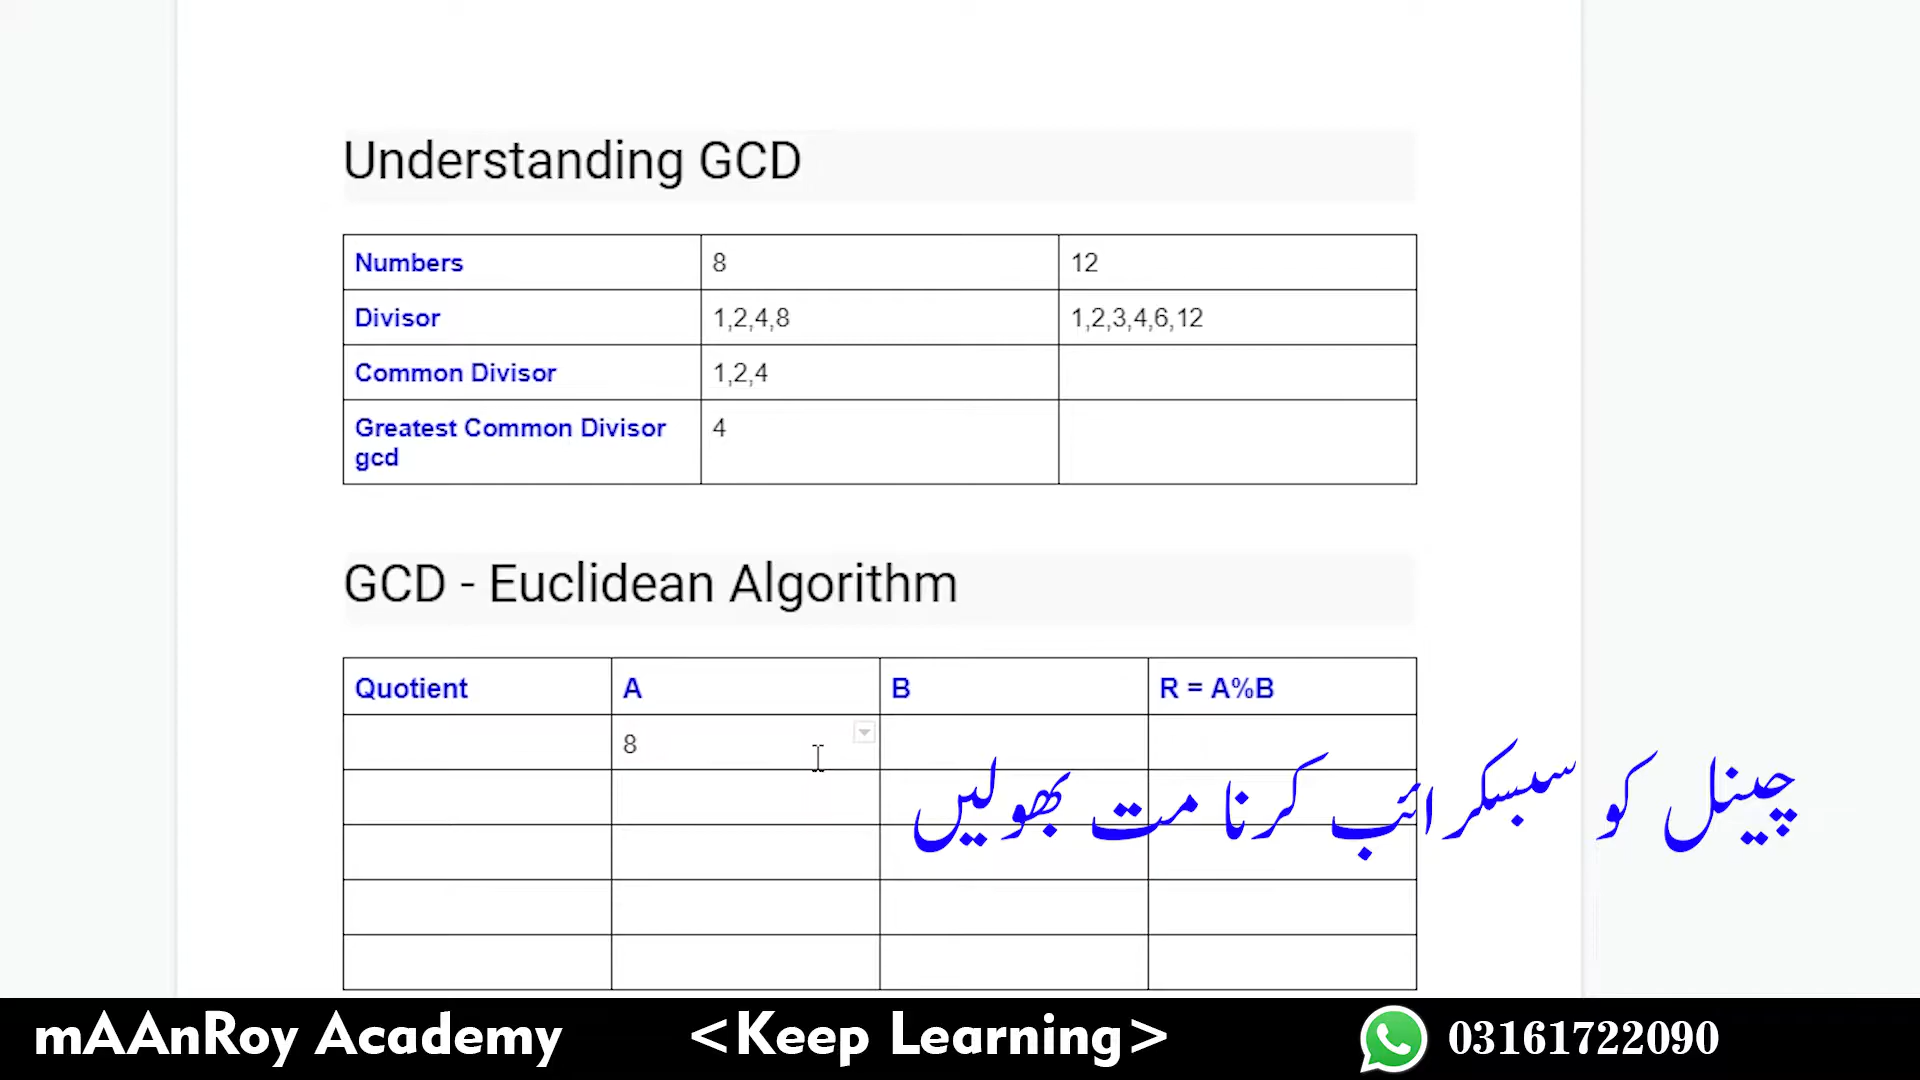 Understanding GCD
Numbers 8 12
Divisor 1,2,4,8 1,2,3,4,6,12
Common Divisor 1,2,4
Greatest Common Divisor gcd 4
GCD - Euclidean Algorithm
Quotient A B R = A%B
8
چینل کو سبسکرائب کرنا مت بھولیں
mAAnRoy Academy <Keep Learning> 03161722090